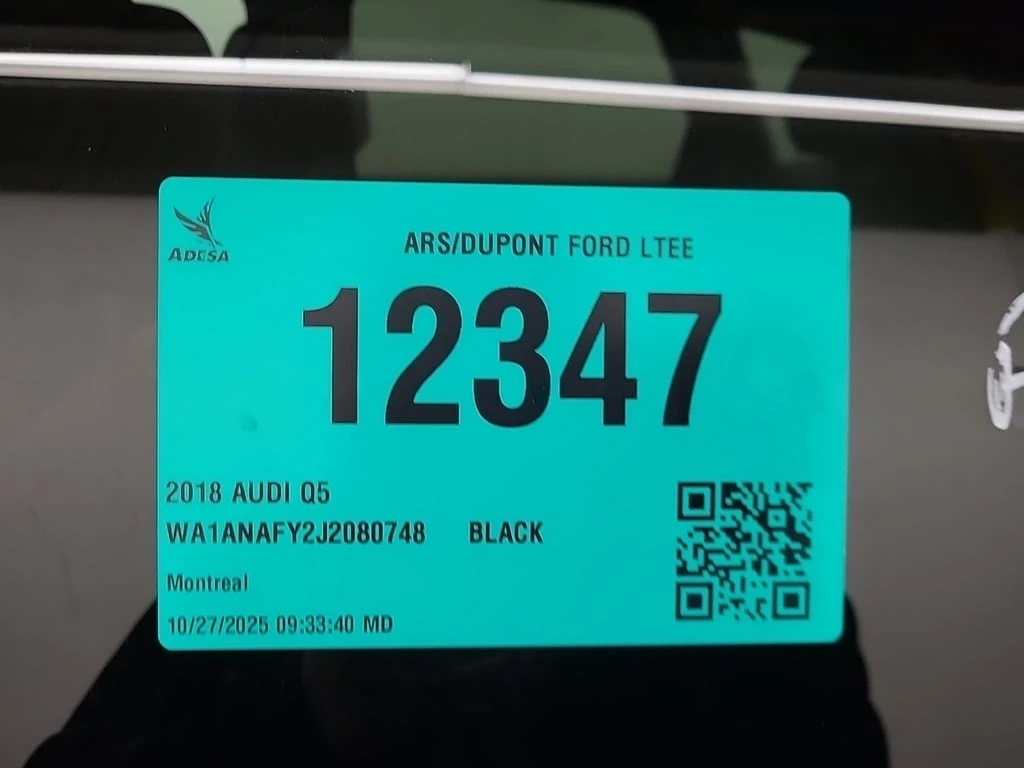 ADESA
ARS/DUPONT FORD LTEE
12347
2018 AUDI Q5
WA1ANAFY2J2080748 BLACK
Montreal
10/27/2025 09:33:40 MD